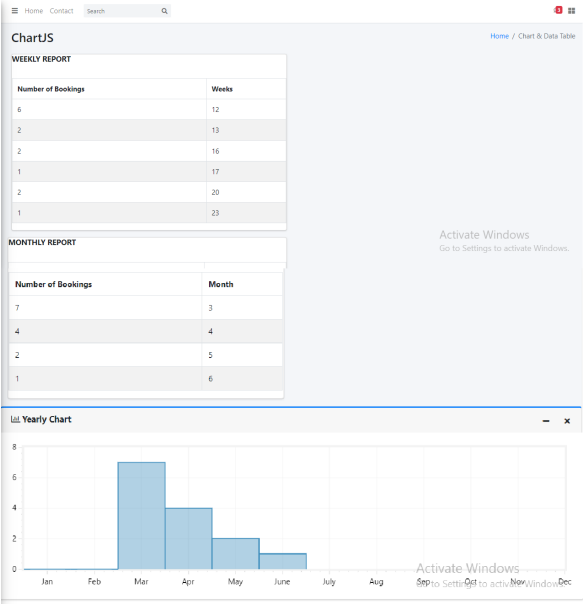 Home Contact Search 3
ChartJS
Home / Chart & Data Table
WEEKLY REPORT
Number of Bookings Weeks
6 12
2 13
2 16
1 17
2 20
1 23
Activate Windows
Go to Settings to activate Windows.
MONTHLY REPORT
Number of Bookings Month
7 3
4 4
2 5
1 6
Yearly Chart
8
6
4
2
0
Jan Feb Mar Apr May June July Aug Sep Oct Nov Dec
Activate Windows
Go to Settings to activate Windows.